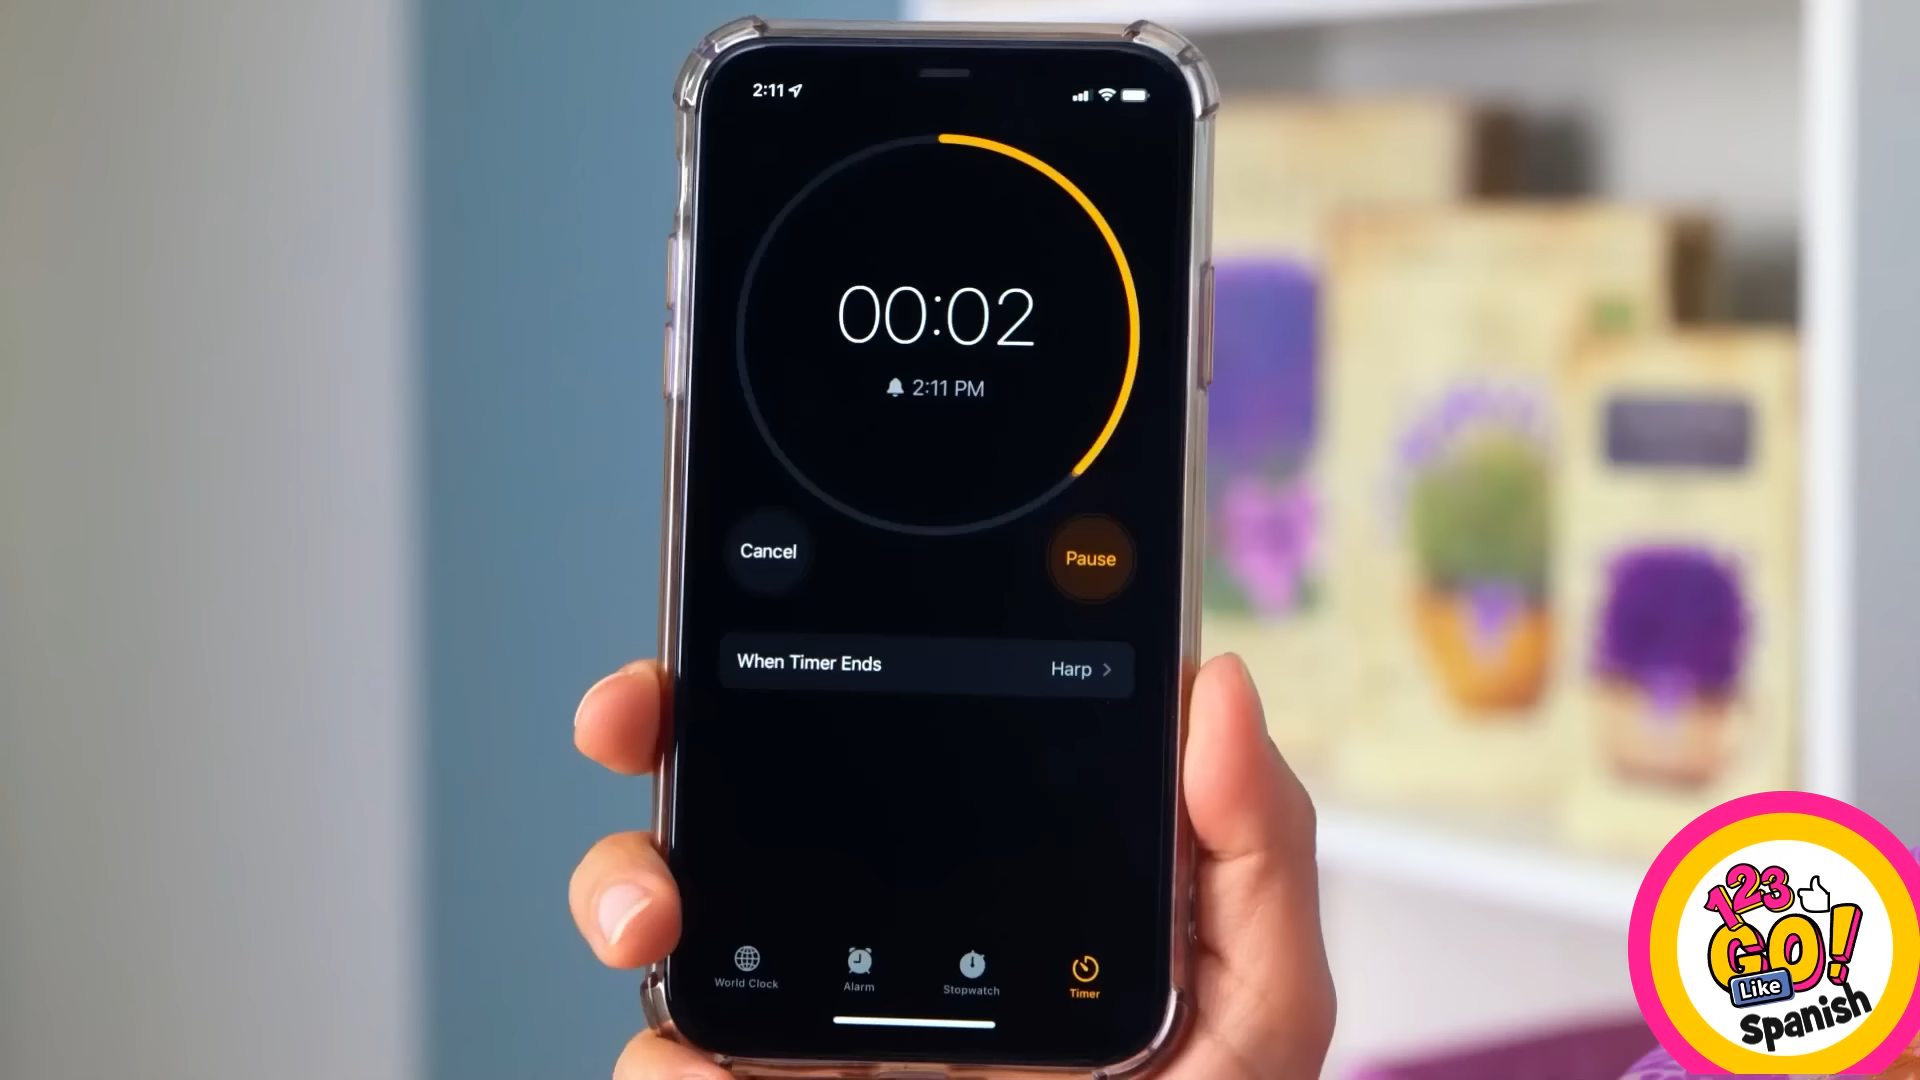 2:11
00:02
2:11 PM
Cancel
Pause
When Timer Ends
Harp
World Clock
Alarm
Stopwatch
Timer
123
GO!
Like
Spanish